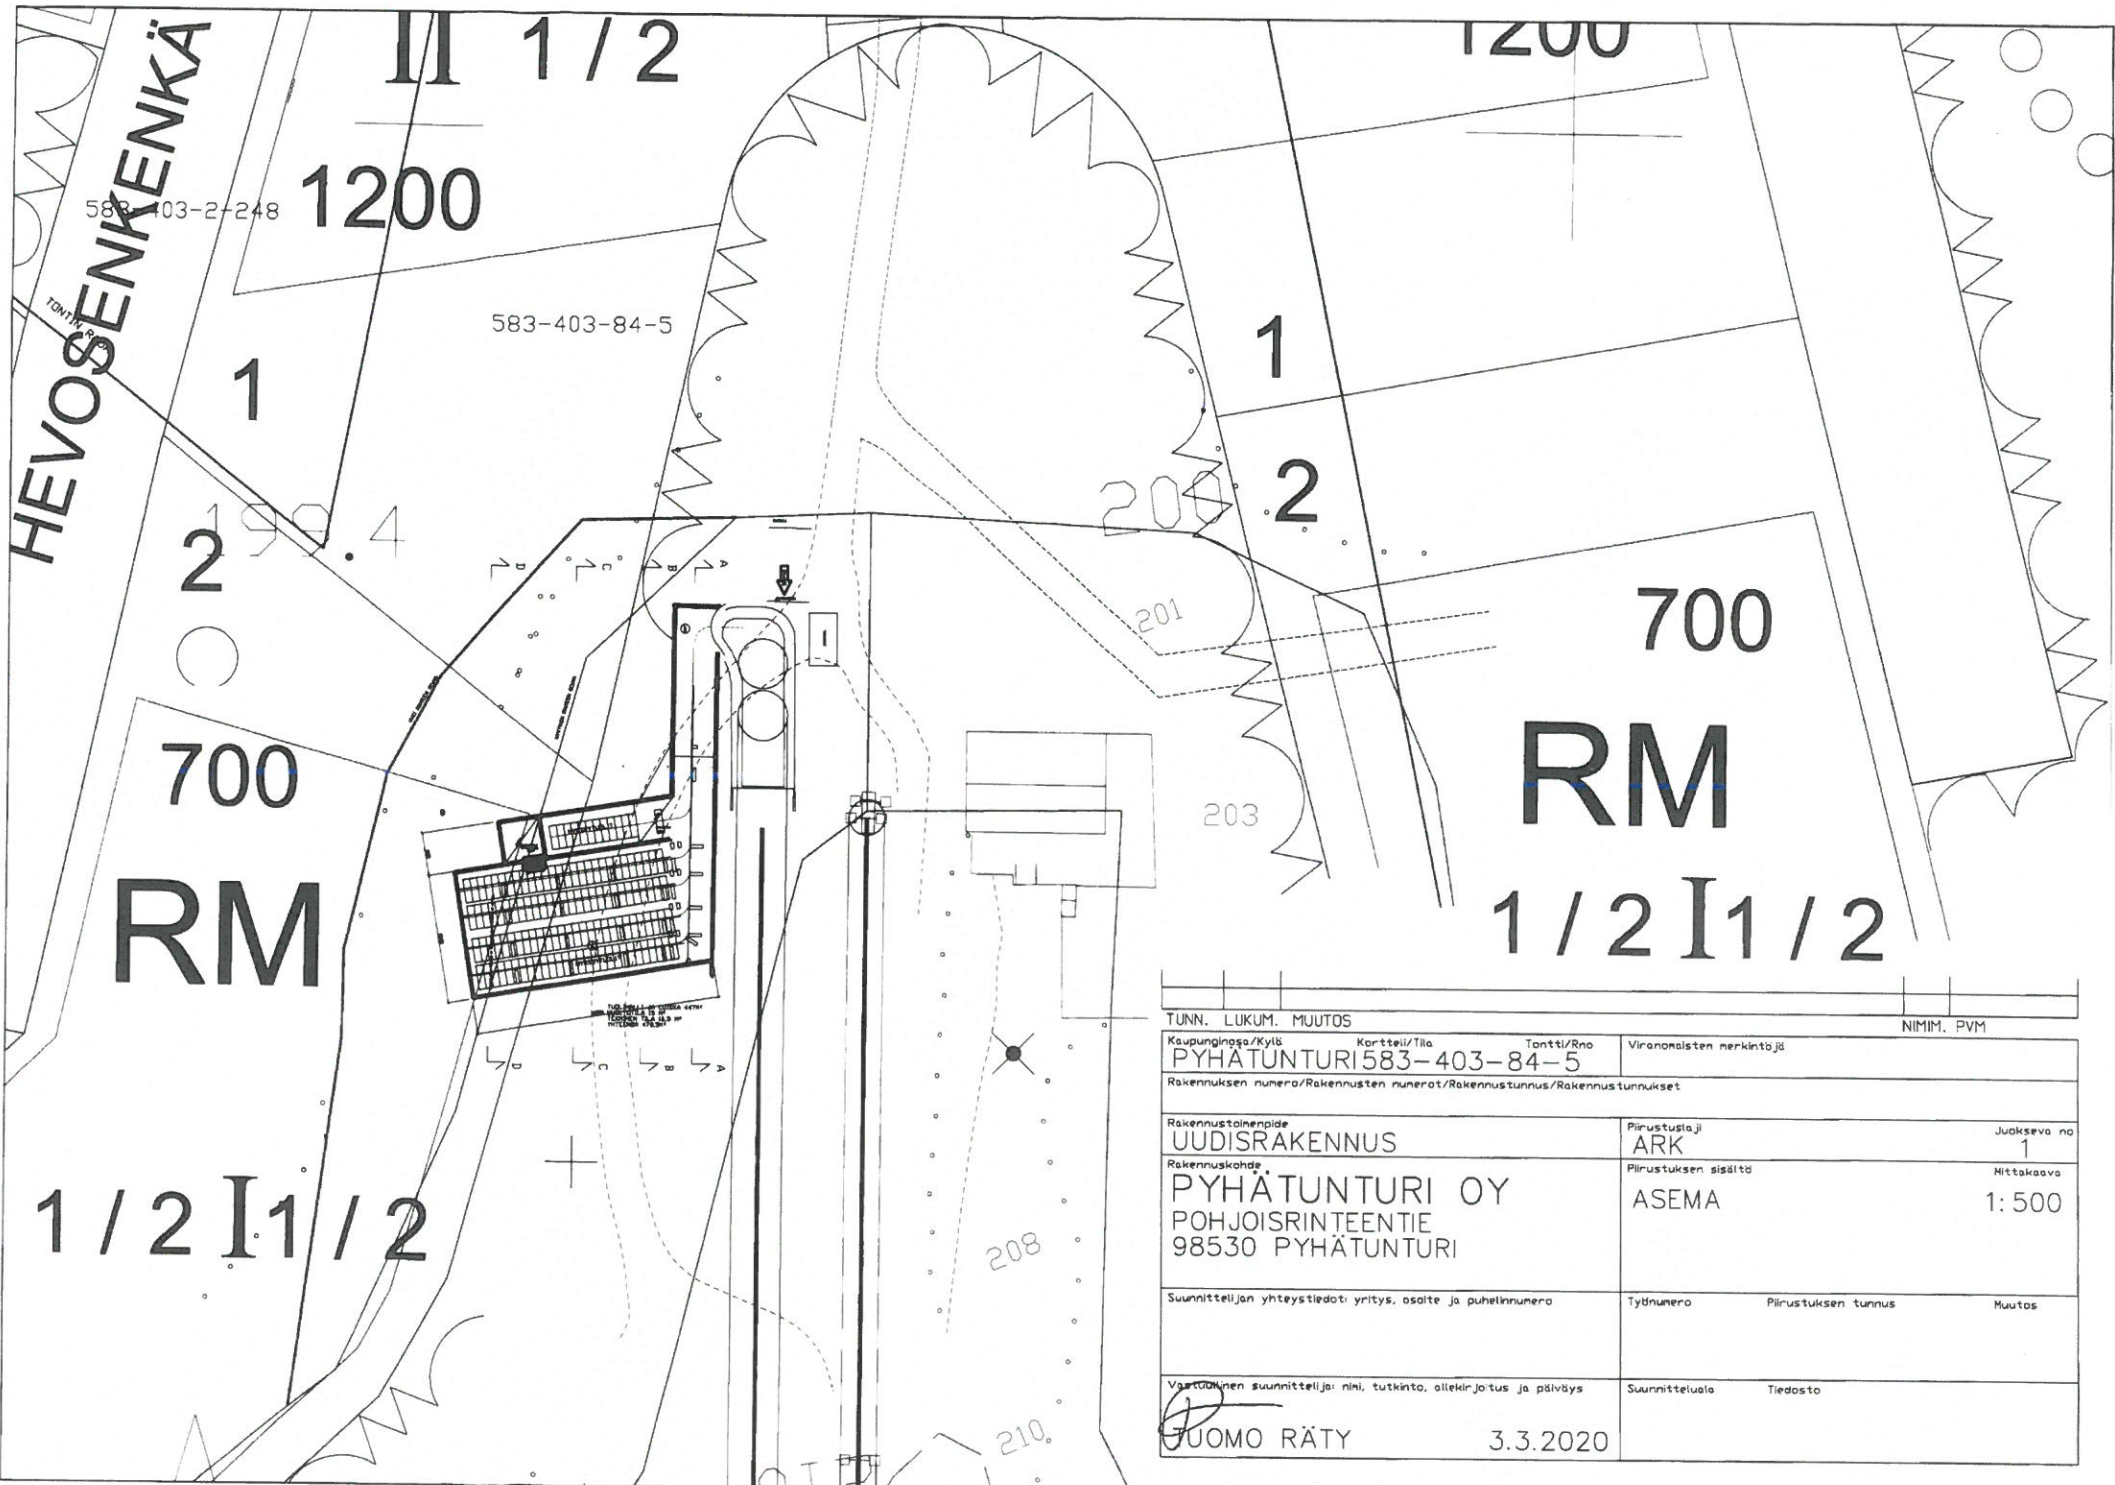 II 1/2
1200
1200
HEVOSENKENKÄ
583-403-2-248
583-403-84-5
TONTIN
1
1
2
2
1994
200
201
700
700
RM
RM
203
1/2 I 1/2
1/2 I 1/2
D
C
B
A
D
C
B
A
208
210
TUNN. LUKUM. MUUTOS
NIMIM. PVM
Kaupunginosa/Kylä Kortteli/Tila Tontti/Rno
Viranomaisten merkintöjä
PYHÄTUNTURI 583-403-84-5
Rakennuksen numero/Rakennusten numerot/Rakennustunnus/Rakennustunnukset
Rakennustoimenpide
UUDISRAKENNUS
Piirustuslaji
ARK
Juokseva no
1
Rakennuskohde
PYHÄTUNTURI OY
POHJOISRINTEENTIE
98530 PYHÄTUNTURI
Piirustuksen sisältö
ASEMA
Mittakaava
1:500
Suunnittelijan yhteystiedot: yritys, osoite ja puhelinnumero
Työnumero Piirustuksen tunnus Muutos
Vastuullinen suunnittelija: nimi, tutkinto, allekirjoitus ja päiväys
Suunnitteluala Tiedosto
TUOMO RÄTY 3.3.2020